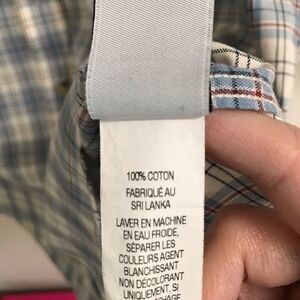 100% COTON
FABRIQUÉ AU
SRI LANKA
LAVER EN MACHINE
EN EAU FROIDE,
SÉPARER LES
COULEURS AGENT
BLANCHISSANT
NON DÉCOLORANT
UNIQUEMENT, SI